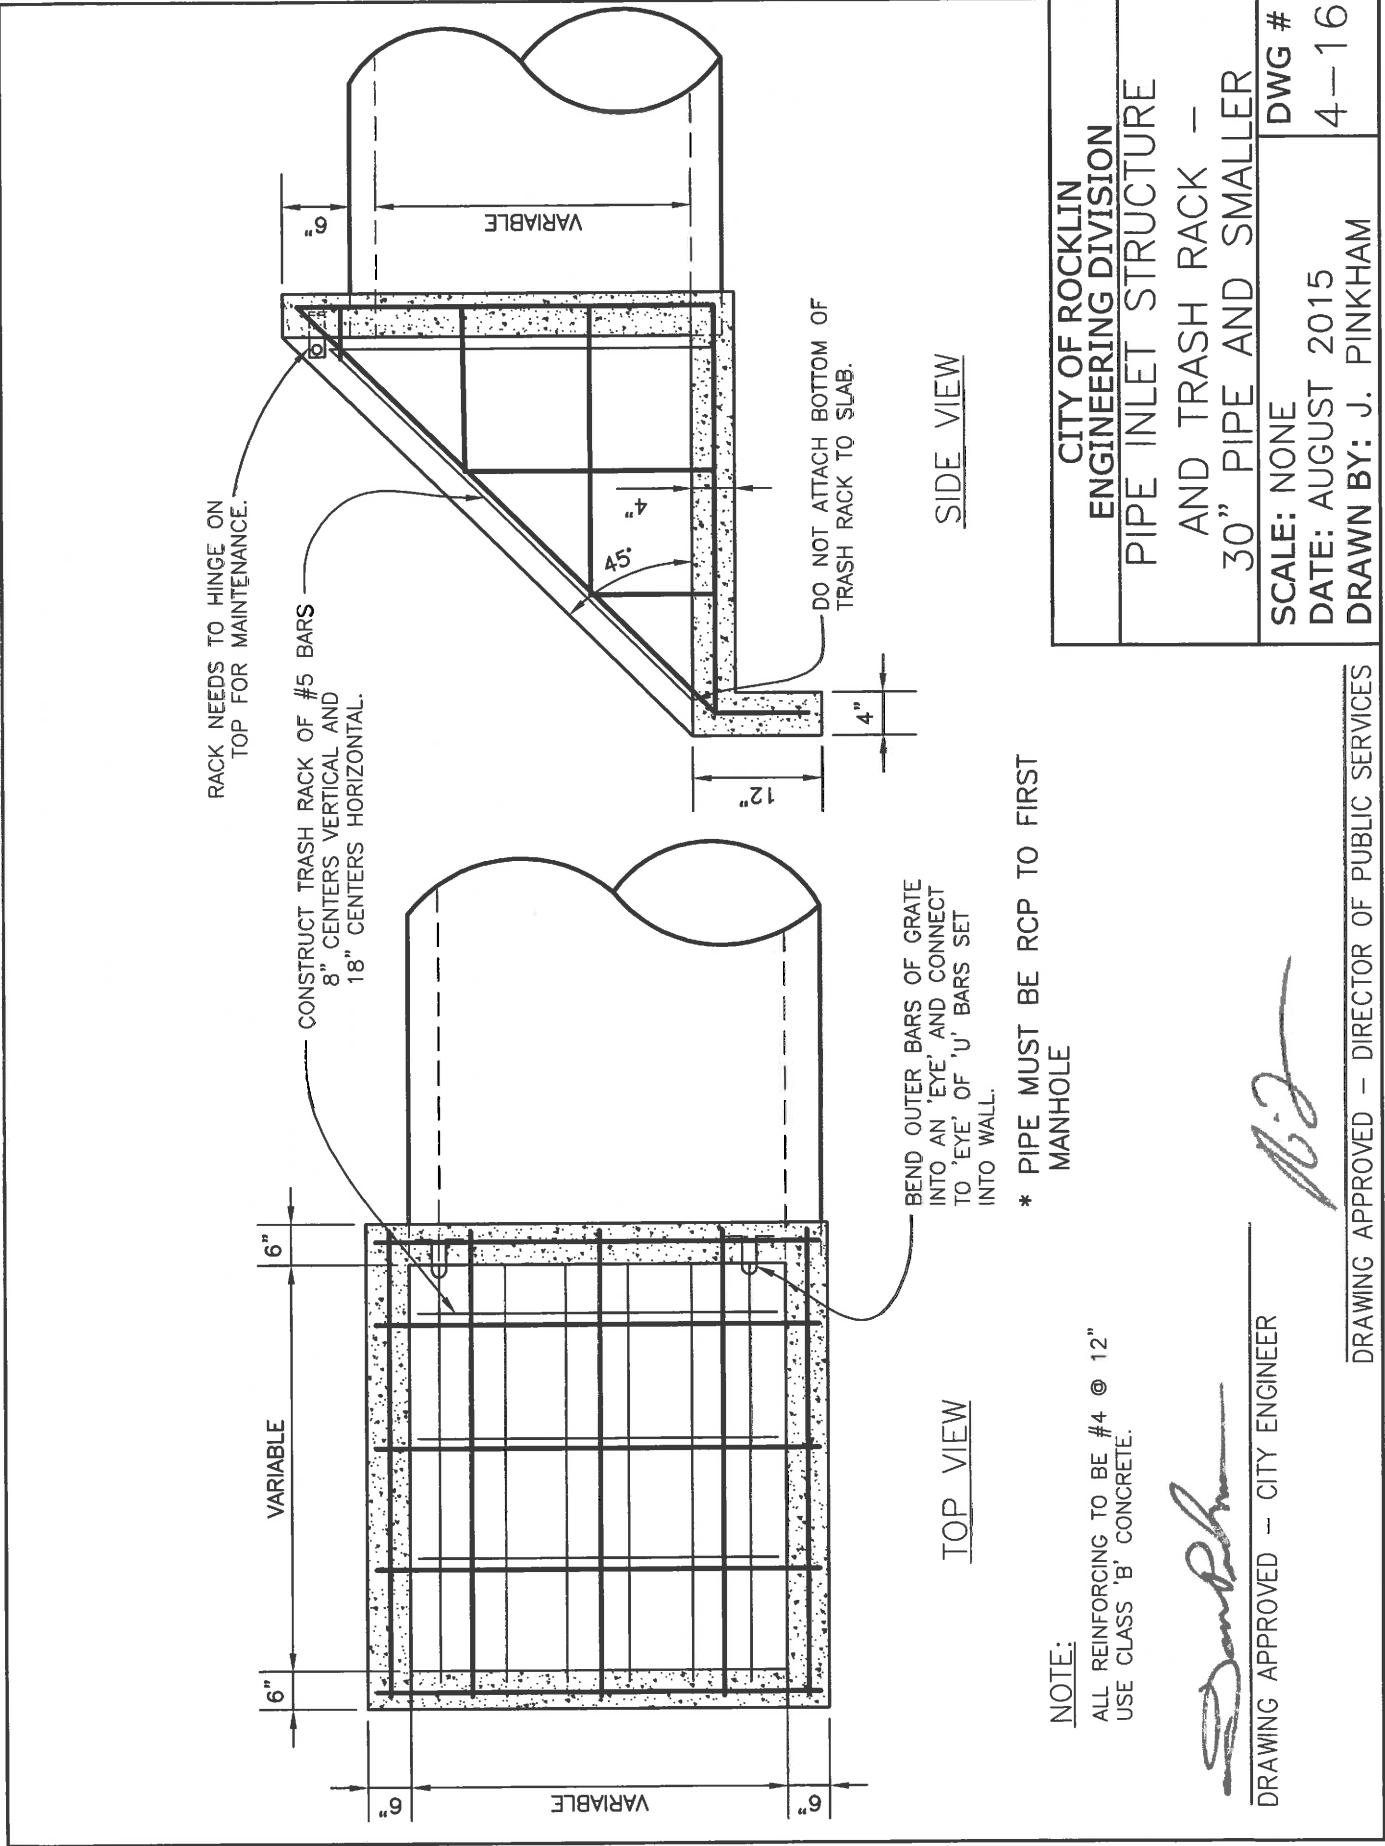 RACK NEEDS TO HINGE ON
TOP FOR MAINTENANCE.
CONSTRUCT TRASH RACK OF #5 BARS
8" CENTERS VERTICAL AND
18" CENTERS HORIZONTAL.
6"
VARIABLE
6"
6"
VARIABLE
6"
BEND OUTER BARS OF GRATE
INTO AN 'EYE' AND CONNECT
TO 'EYE' OF 'U' BARS SET
INTO WALL.
TOP VIEW
6"
VARIABLE
45°
4"
12"
4"
DO NOT ATTACH BOTTOM OF
TRASH RACK TO SLAB.
SIDE VIEW
* PIPE MUST BE RCP TO FIRST
MANHOLE
NOTE:
ALL REINFORCING TO BE #4 @ 12"
USE CLASS 'B' CONCRETE.
DRAWING APPROVED – CITY ENGINEER
DRAWING APPROVED – DIRECTOR OF PUBLIC SERVICES
CITY OF ROCKLIN
ENGINEERING DIVISION
PIPE INLET STRUCTURE
AND TRASH RACK –
30" PIPE AND SMALLER
SCALE: NONE
DATE: AUGUST 2015
DRAWN BY: J. PINKHAM
DWG #
4–16